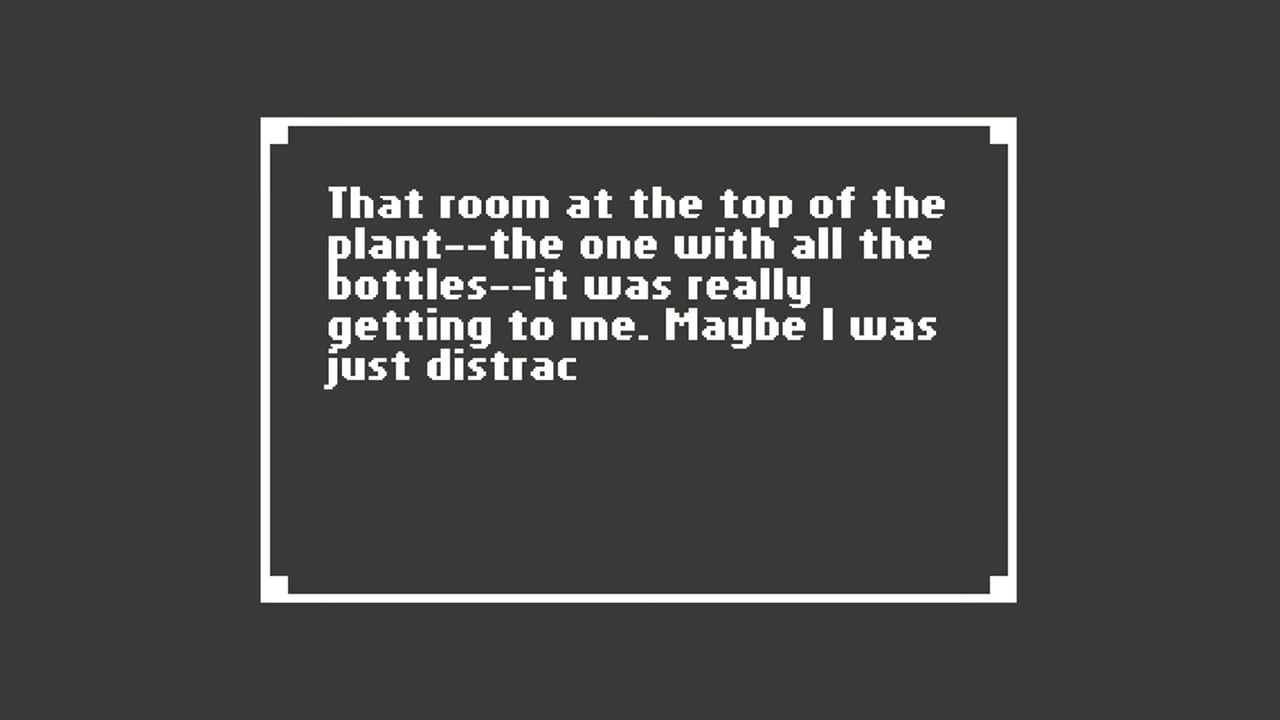 That room at the top of the
plant--the one with all the
bottles--it was really
getting to me. Maybe I was
just distrac